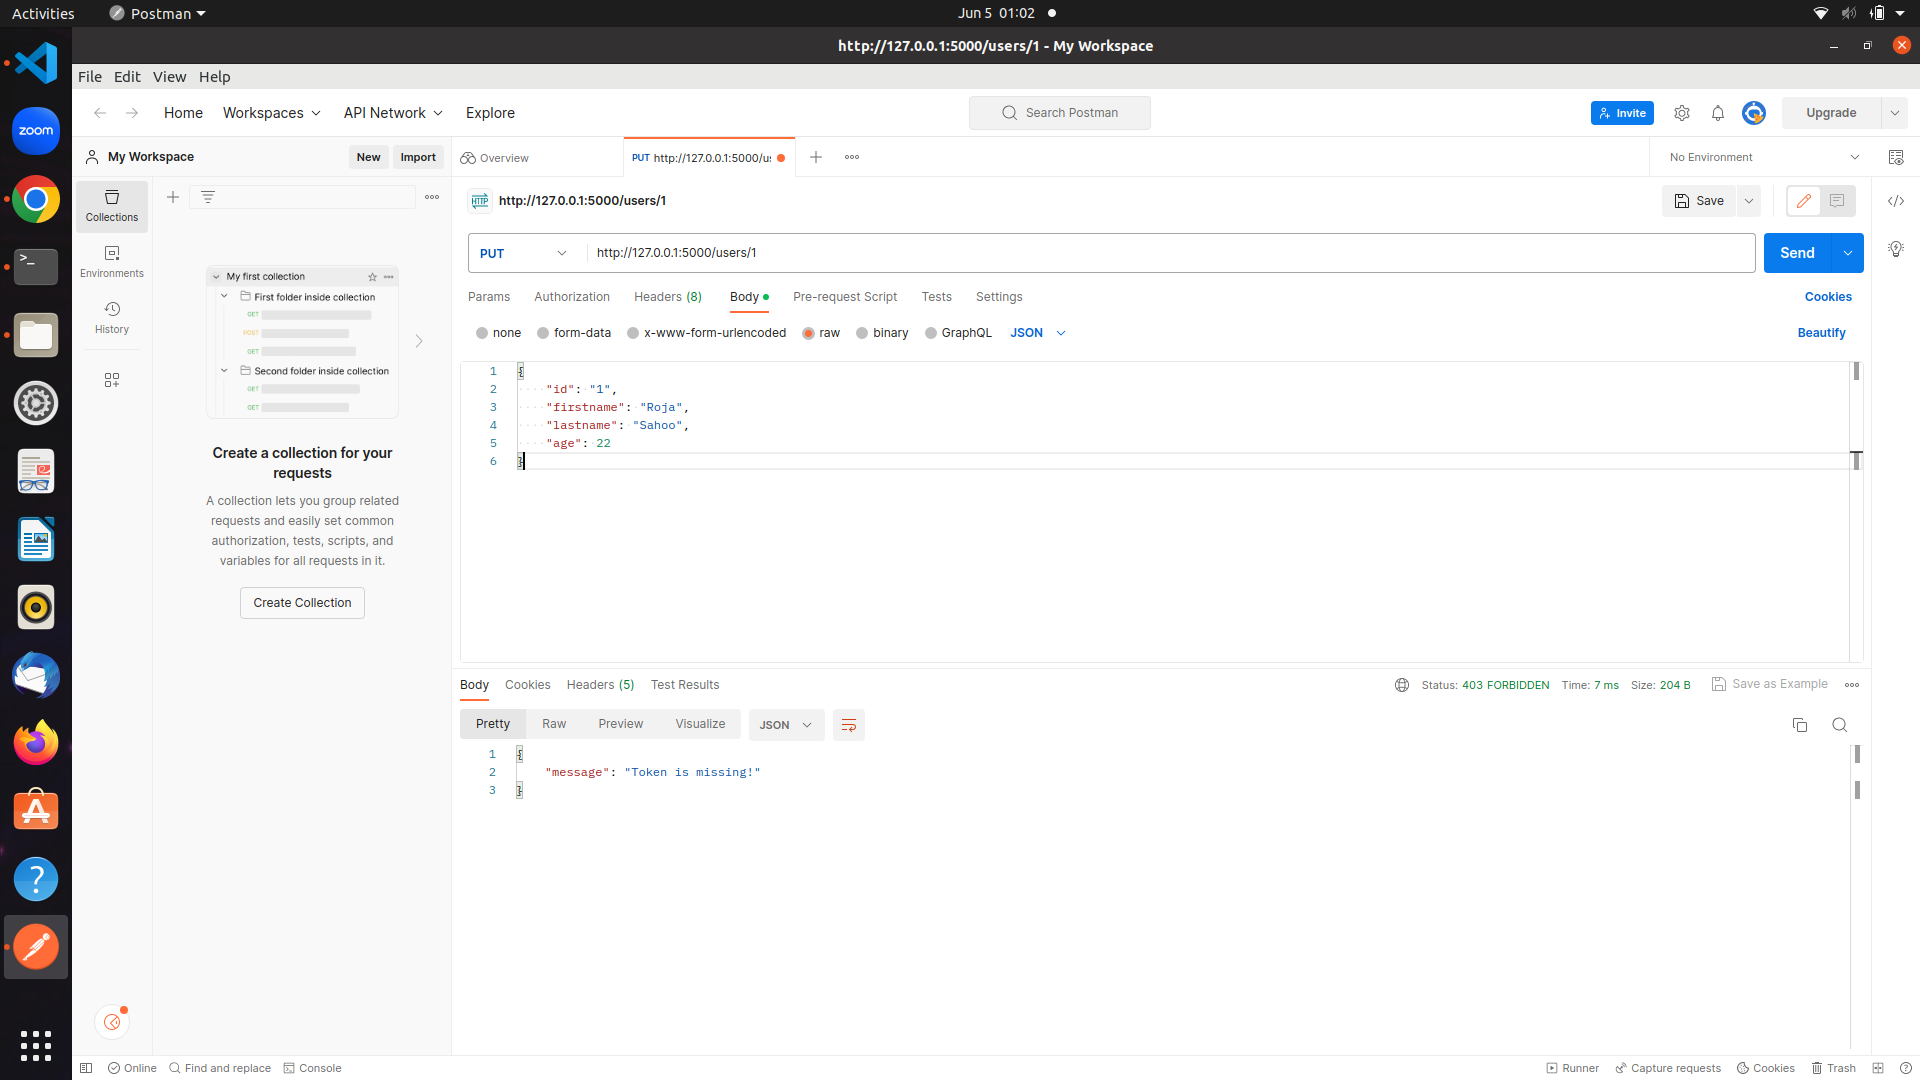 Activities
Postman
Jun 5 01:02
http://127.0.0.1:5000/users/1 - My Workspace
File Edit View Help
zoom
Home
Workspaces
API Network
Explore
Search Postman
Invite
Upgrade
My Workspace
New
Import
Overview
PUT http://127.0.0.1:5000/us
No Environment
Collections
Environments
History
My first collection
First folder inside collection
GET
POST
GET
Second folder inside collection
GET
GET
Create a collection for your
requests
A collection lets you group related
requests and easily set common
authorization, tests, scripts, and
variables for all requests in it.
Create Collection
HTTP http://127.0.0.1:5000/users/1
Save
PUT
http://127.0.0.1:5000/users/1
Send
Params
Authorization
Headers (8)
Body
Pre-request Script
Tests
Settings
Cookies
none
form-data
x-www-form-urlencoded
raw
binary
GraphQL
JSON
Beautify
1 {
2 "id": "1",
3 "firstname": "Roja",
4 "lastname": "Sahoo",
5 "age": 22
6 }
Body
Cookies
Headers (5)
Test Results
Status: 403 FORBIDDEN
Time: 7 ms
Size: 204 B
Save as Example
Pretty
Raw
Preview
Visualize
JSON
1 {
2 "message": "Token is missing!"
3 }
Online
Find and replace
Console
Runner
Capture requests
Cookies
Trash